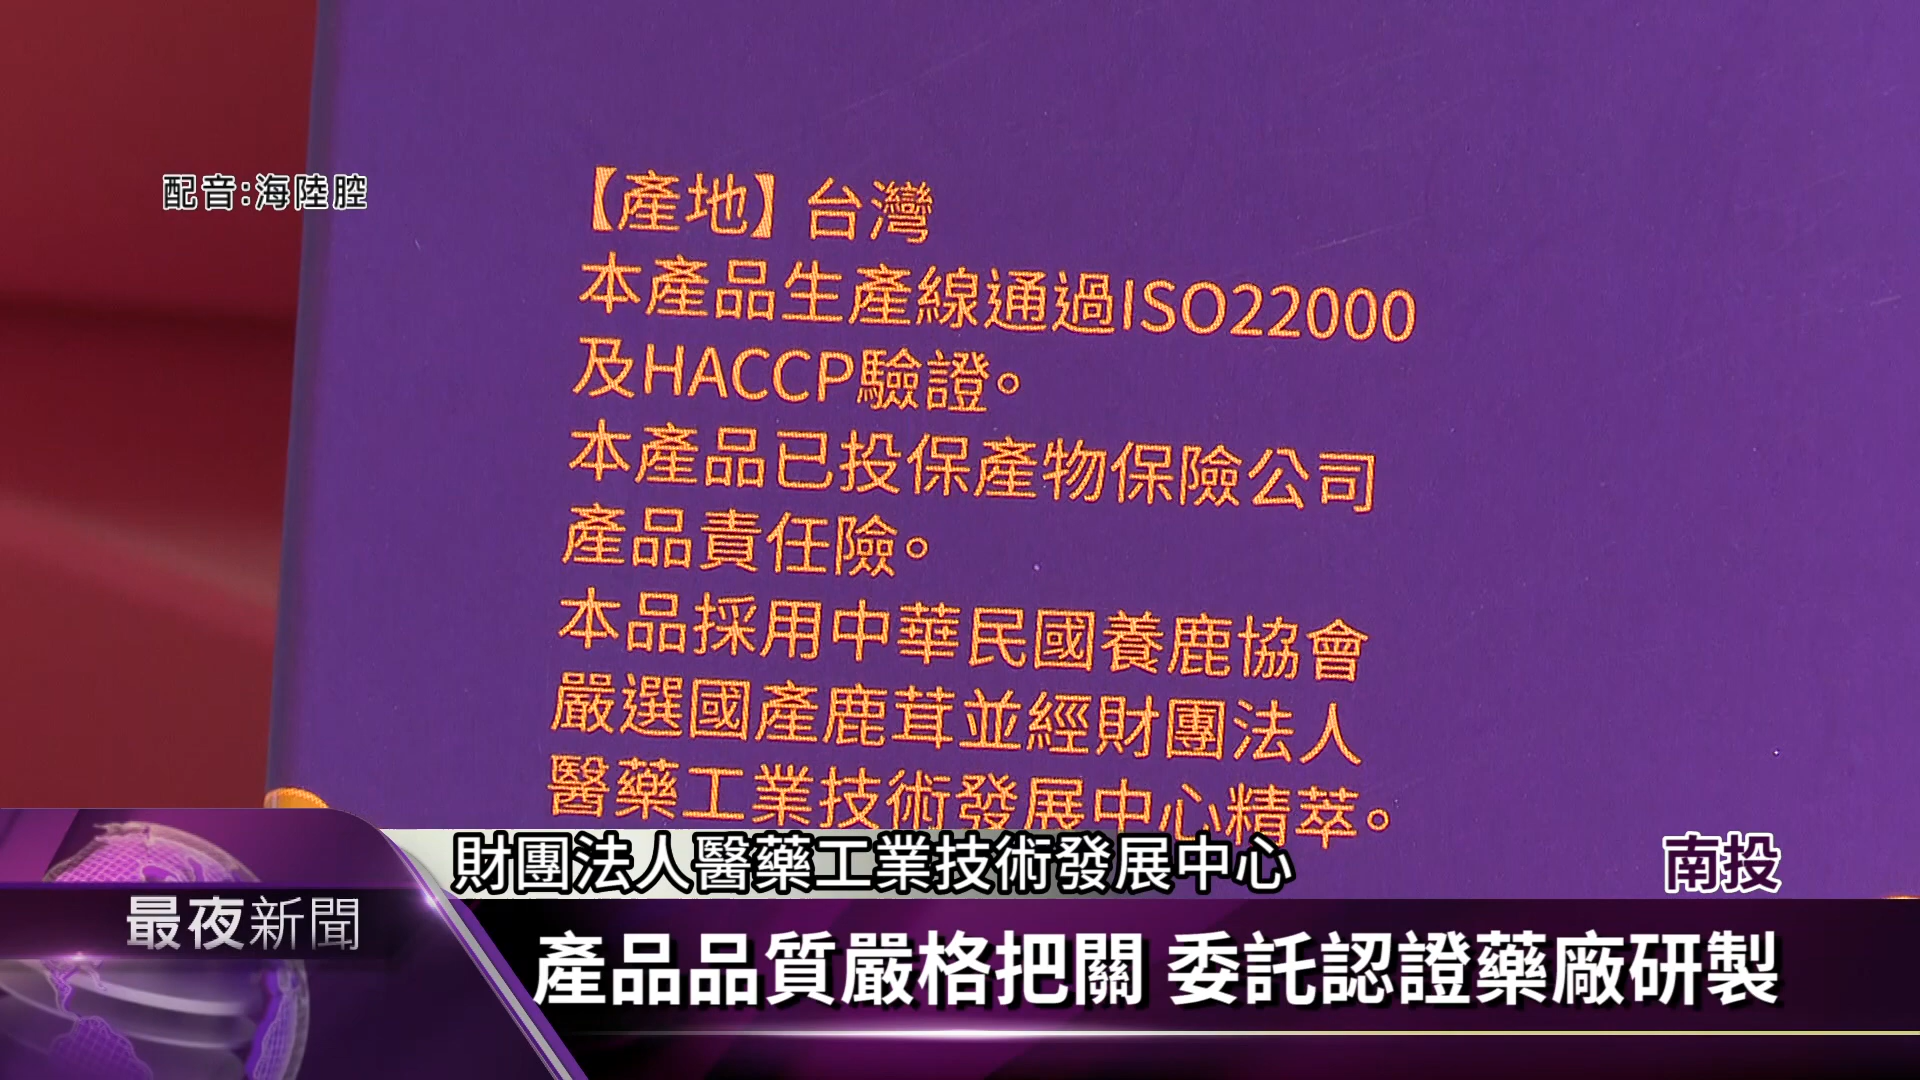 配音:海陸腔
【產地】台灣
本產品生產線通過ISO22000
及HACCP驗證。
本產品已投保產物保險公司
產品責任險。
本品採用中華民國養鹿協會
嚴選國產鹿茸並經財團法人
醫藥工業技術發展中心精萃。
財團法人醫藥工業技術發展中心
南投
最夜新聞
產品品質嚴格把關 委託認證藥廠研製